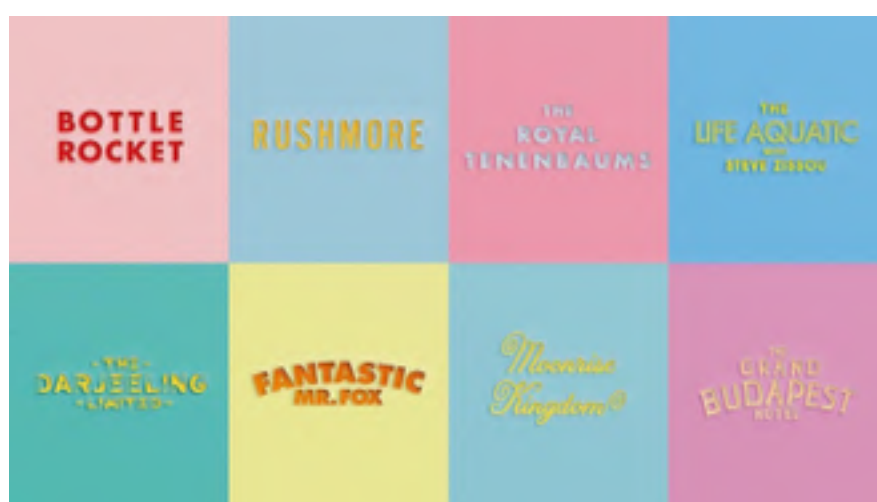 BOTTLE
ROCKET
RUSHMORE
THE
ROYAL
TENENBAUMS
THE
LIFE AQUATIC
WITH
STEVE ZISSOU
- THE -
DARJEELING
- LIMITED -
FANTASTIC
MR. FOX
Moonrise
Kingdom
THE
GRAND
BUDAPEST
HOTEL